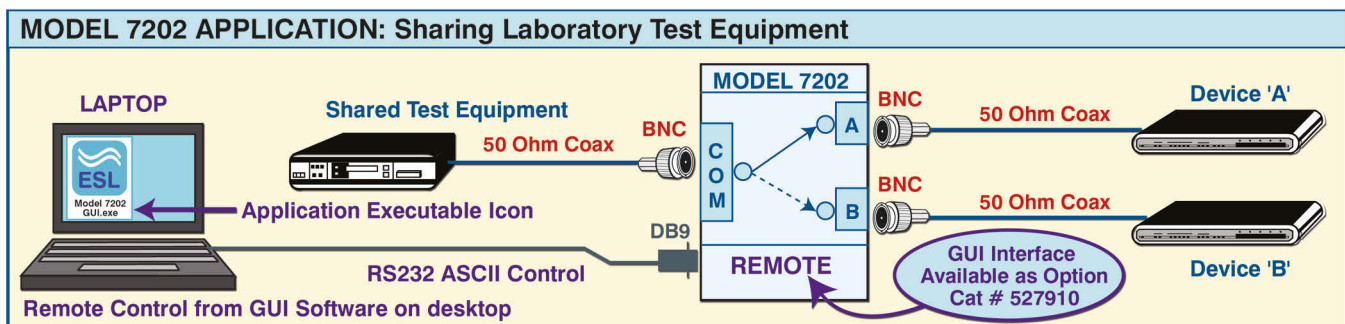 MODEL 7202 APPLICATION: Sharing Laboratory Test Equipment
LAPTOP
ESL
Model 7202
GUI.exe
Application Executable Icon
Shared Test Equipment
50 Ohm Coax
BNC
DB9
RS232 ASCII Control
Remote Control from GUI Software on desktop
MODEL 7202
COM
A
B
REMOTE
BNC
50 Ohm Coax
Device 'A'
BNC
50 Ohm Coax
Device 'B'
GUI Interface
Available as Option
Cat # 527910